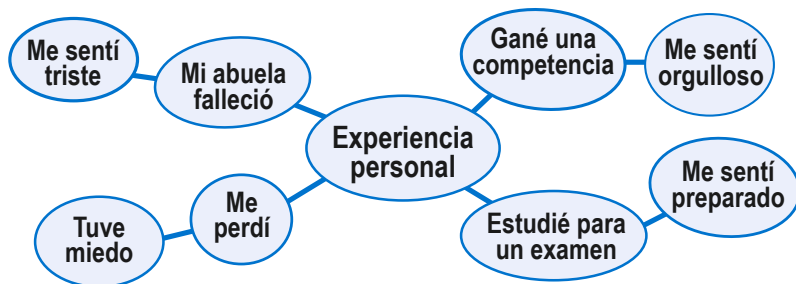 Me sentí
triste
Mi abuela
falleció
Gané una
competencia
Me sentí
orgulloso
Experiencia
personal
Tuve
miedo
Me
perdí
Estudié para
un examen
Me sentí
preparado